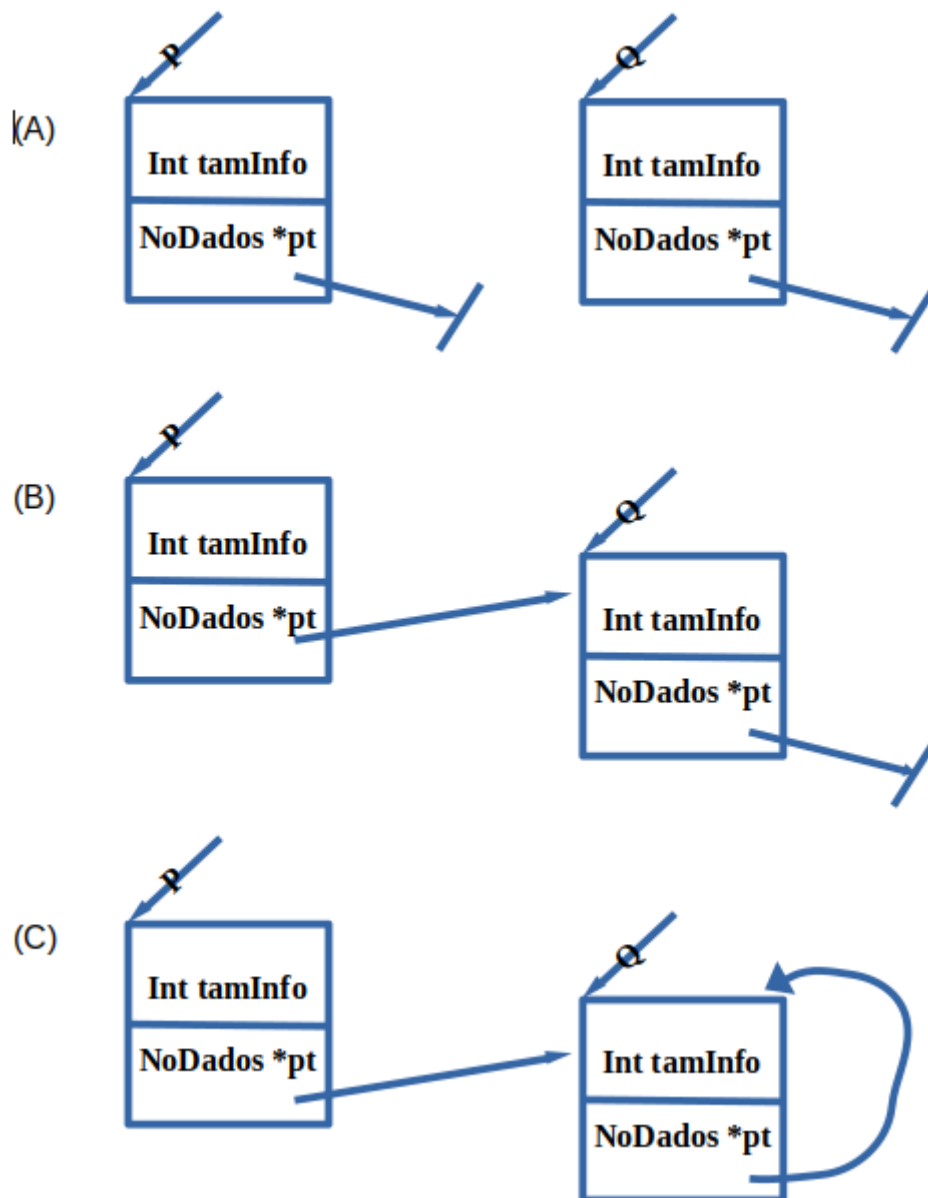 P
Q
(A)
Int tamInfo
Int tamInfo
NoDados *pt
NoDados *pt
P
Q
(B)
Int tamInfo
Int tamInfo
NoDados *pt
NoDados *pt
P
Q
(C)
Int tamInfo
Int tamInfo
NoDados *pt
NoDados *pt